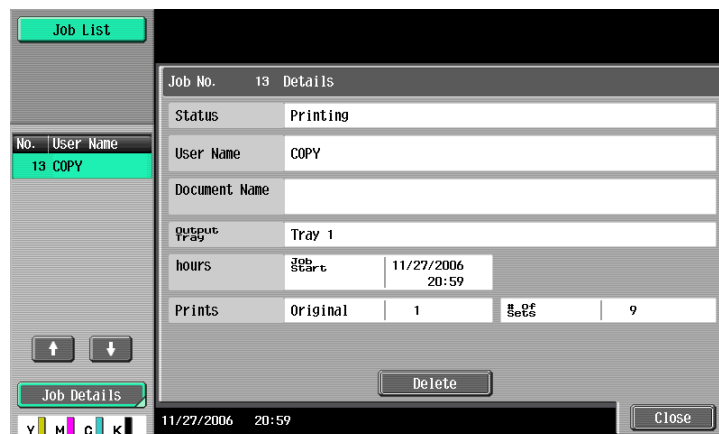 Job List
Job No. 13 Details
Status Printing
No. User Name
13 COPY
User Name COPY
Document Name
Output Tray Tray 1
hours Job Start 11/27/2006
20:59
Prints Original 1 # of Sets 9
Delete
Job Details
11/27/2006 20:59
Close
Y M C K